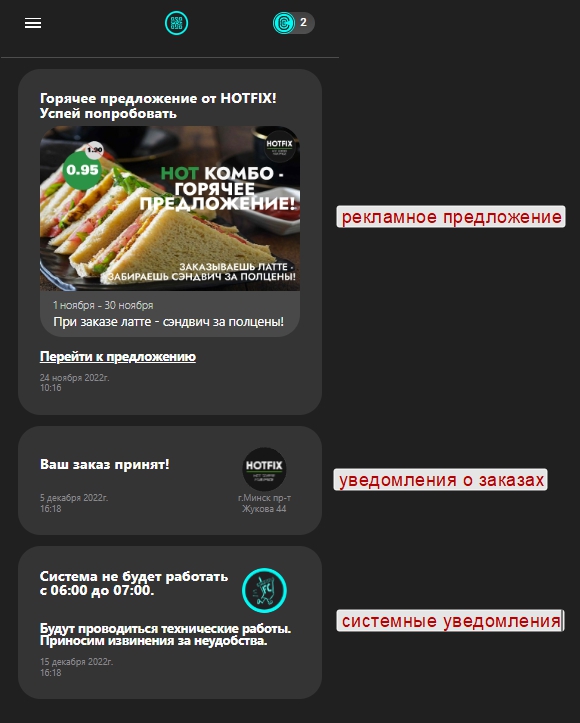 2
Горячее предложение от HOTFIX!
Успей попробовать
HOTFIX
1.90
0.95
HOT КОМБО -
ГОРЯЧЕЕ
ПРЕДЛОЖЕНИЕ!
ЗАКАЗЫВАЕШЬ ЛАТТЕ -
ЗАБИРАЕШЬ СЭНДВИЧ ЗА ПОЛЦЕНЫ!
1 ноября - 30 ноября
При заказе латте - сэндвич за полцены!
Перейти к предложению
24 ноября 2022г.
10:16
рекламное предложение
Ваш заказ принят!
HOTFIX
5 декабря 2022г.
16:18
г.Минск пр-т
Жукова 44
уведомления о заказах
Система не будет работать
с 06:00 до 07:00.
FC
Будут проводиться технические работы.
Приносим извинения за неудобства.
15 декабря 2022г.
16:18
системные уведомления